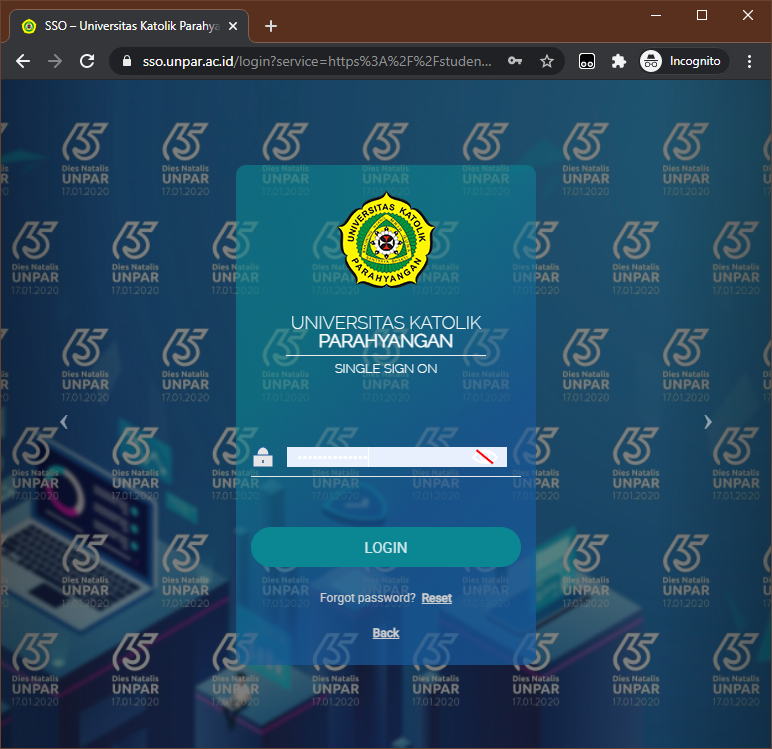 SSO – Universitas Katolik Parahya
sso.unpar.ac.id/login?service=https%3A%2F%2Fstuden...
Incognito
65
Dies Natalis
UNPAR
17.01.2020
UNIVERSITAS KATOLIK
PARAHYANGAN
UNIVERSITAS KATOLIK
PARAHYANGAN
SINGLE SIGN ON
LOGIN
Forgot password? Reset
Back